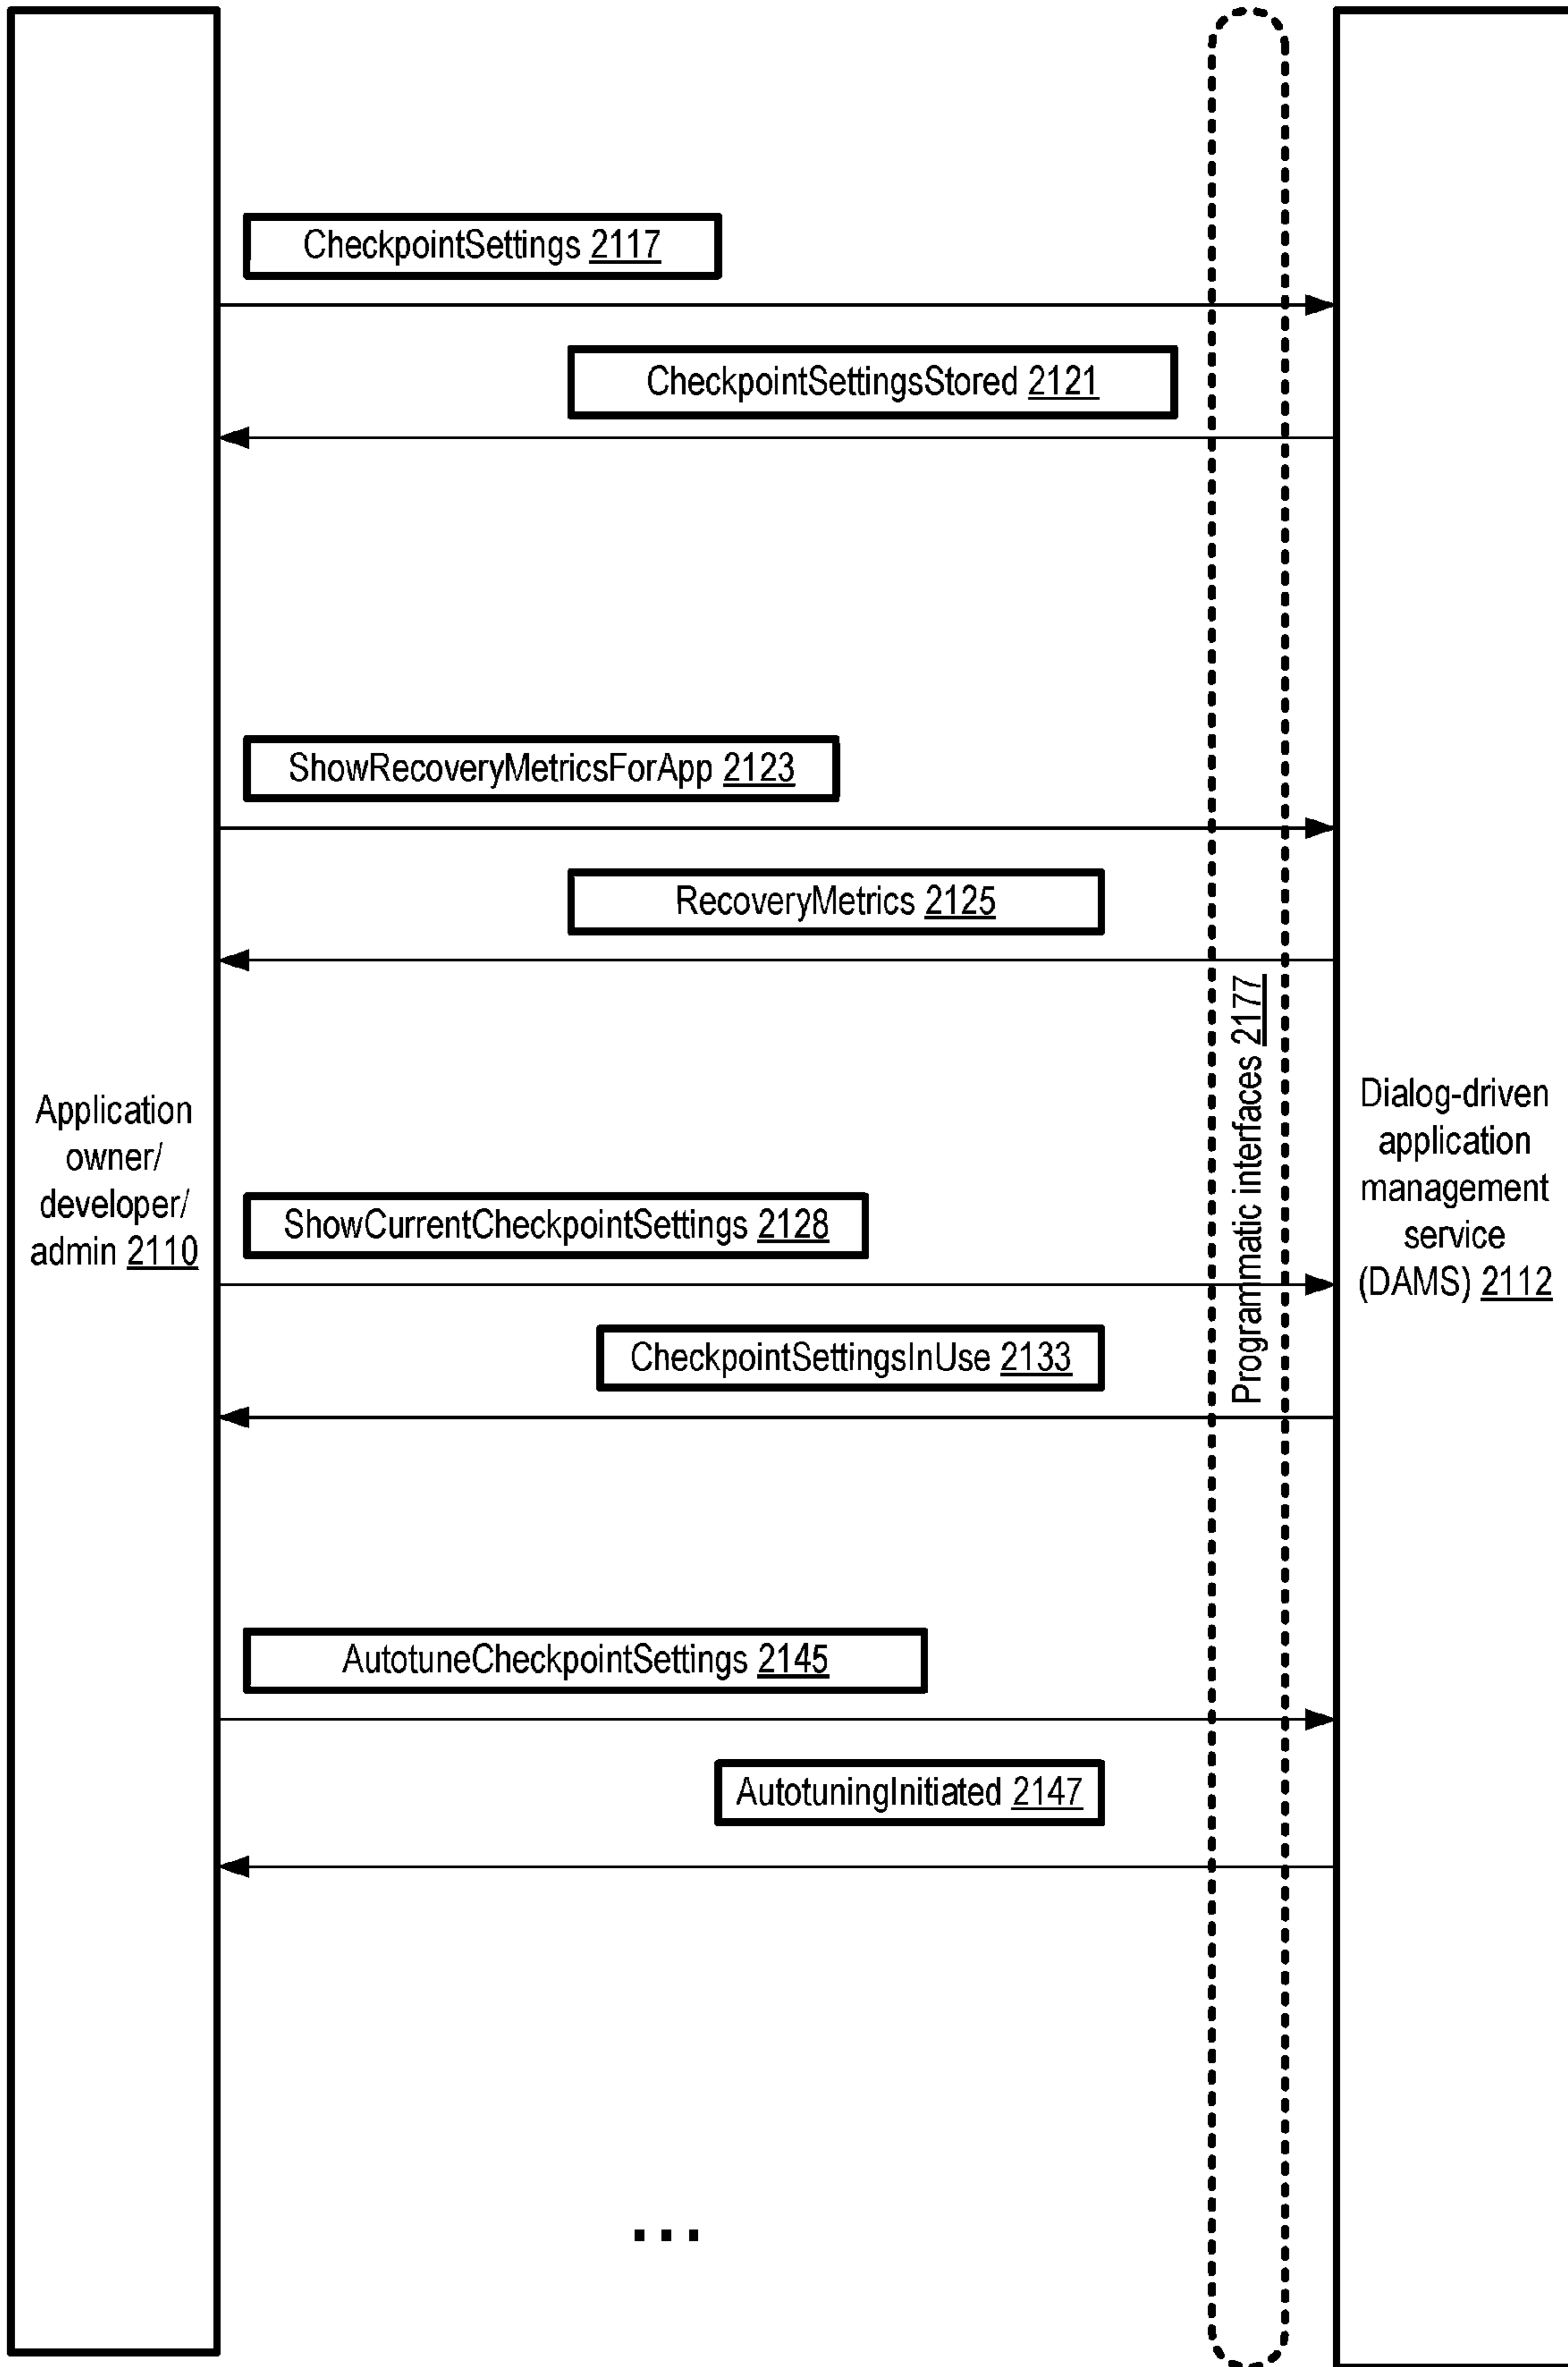 CheckpointSettings 2117
CheckpointSettingsStored 2121
ShowRecoveryMetricsForApp 2123
RecoveryMetrics 2125
Application
owner/
developer/
admin 2110
ShowCurrentCheckpointSettings 2128
CheckpointSettingsInUse 2133
AutotuneCheckpointSettings 2145
AutotuningInitiated 2147
...
Programmatic interfaces 2177
Dialog-driven
application
management
service
(DAMS) 2112